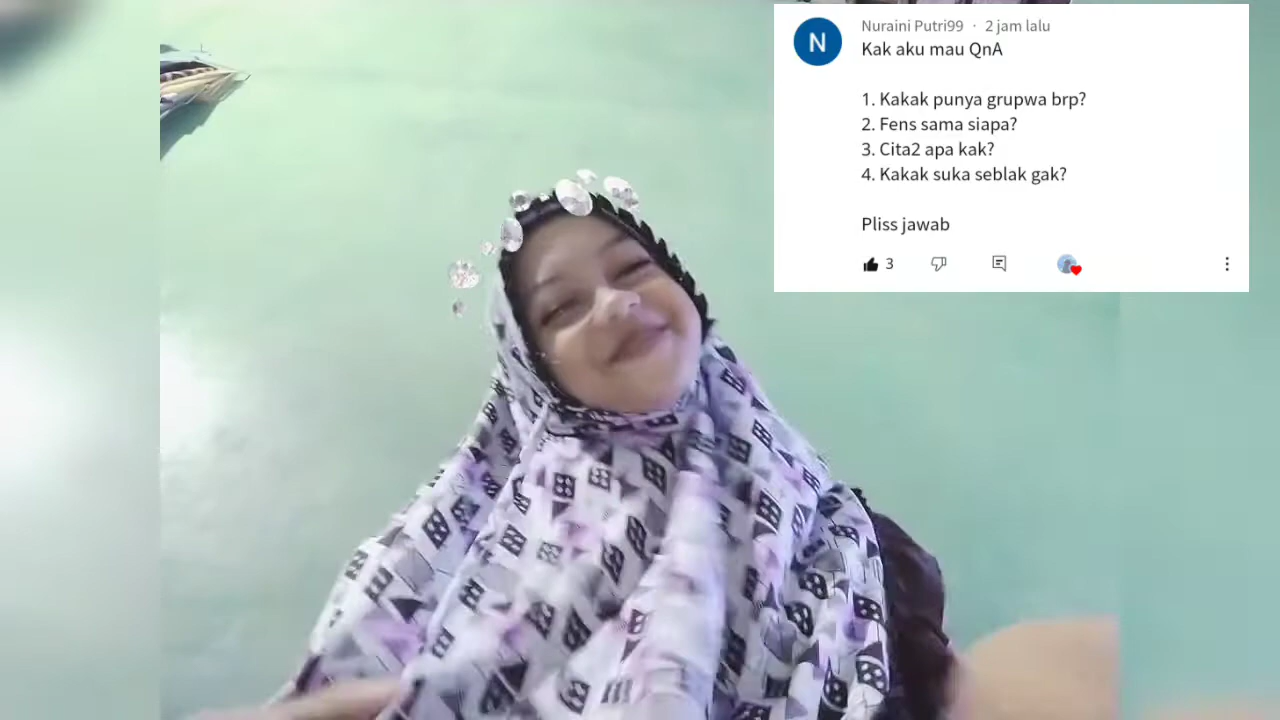 N
Nuraini Putri99 · 2 jam lalu
Kak aku mau QnA
1. Kakak punya grupwa brp?
2. Fens sama siapa?
3. Cita2 apa kak?
4. Kakak suka seblak gak?
Pliss jawab
3